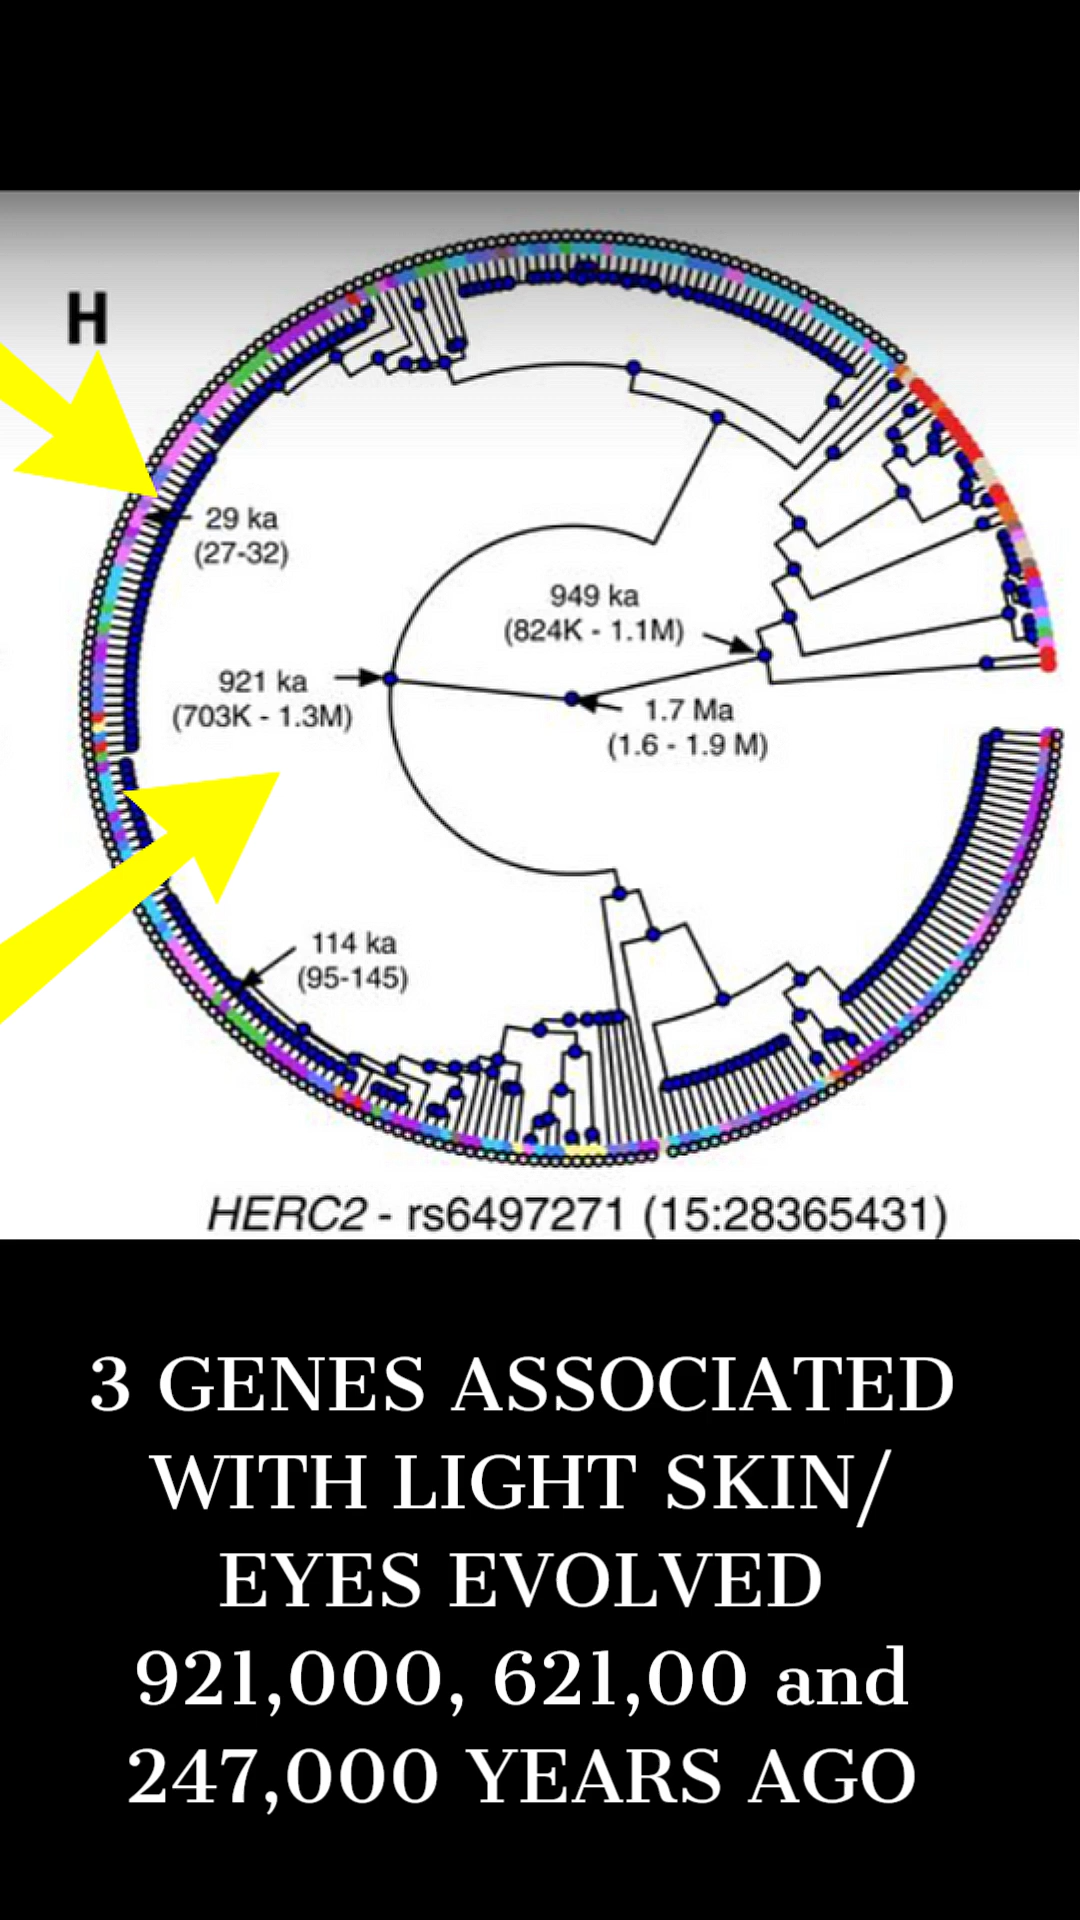 H
29 ka
(27-32)
949 ka
(824K - 1.1M)
921 ka
(703K - 1.3M)
1.7 Ma
(1.6 - 1.9 M)
114 ka
(95-145)
HERC2 - rs6497271 (15:28365431)
3 GENES ASSOCIATED
WITH LIGHT SKIN/
EYES EVOLVED
921,000, 621,00 and
247,000 YEARS AGO